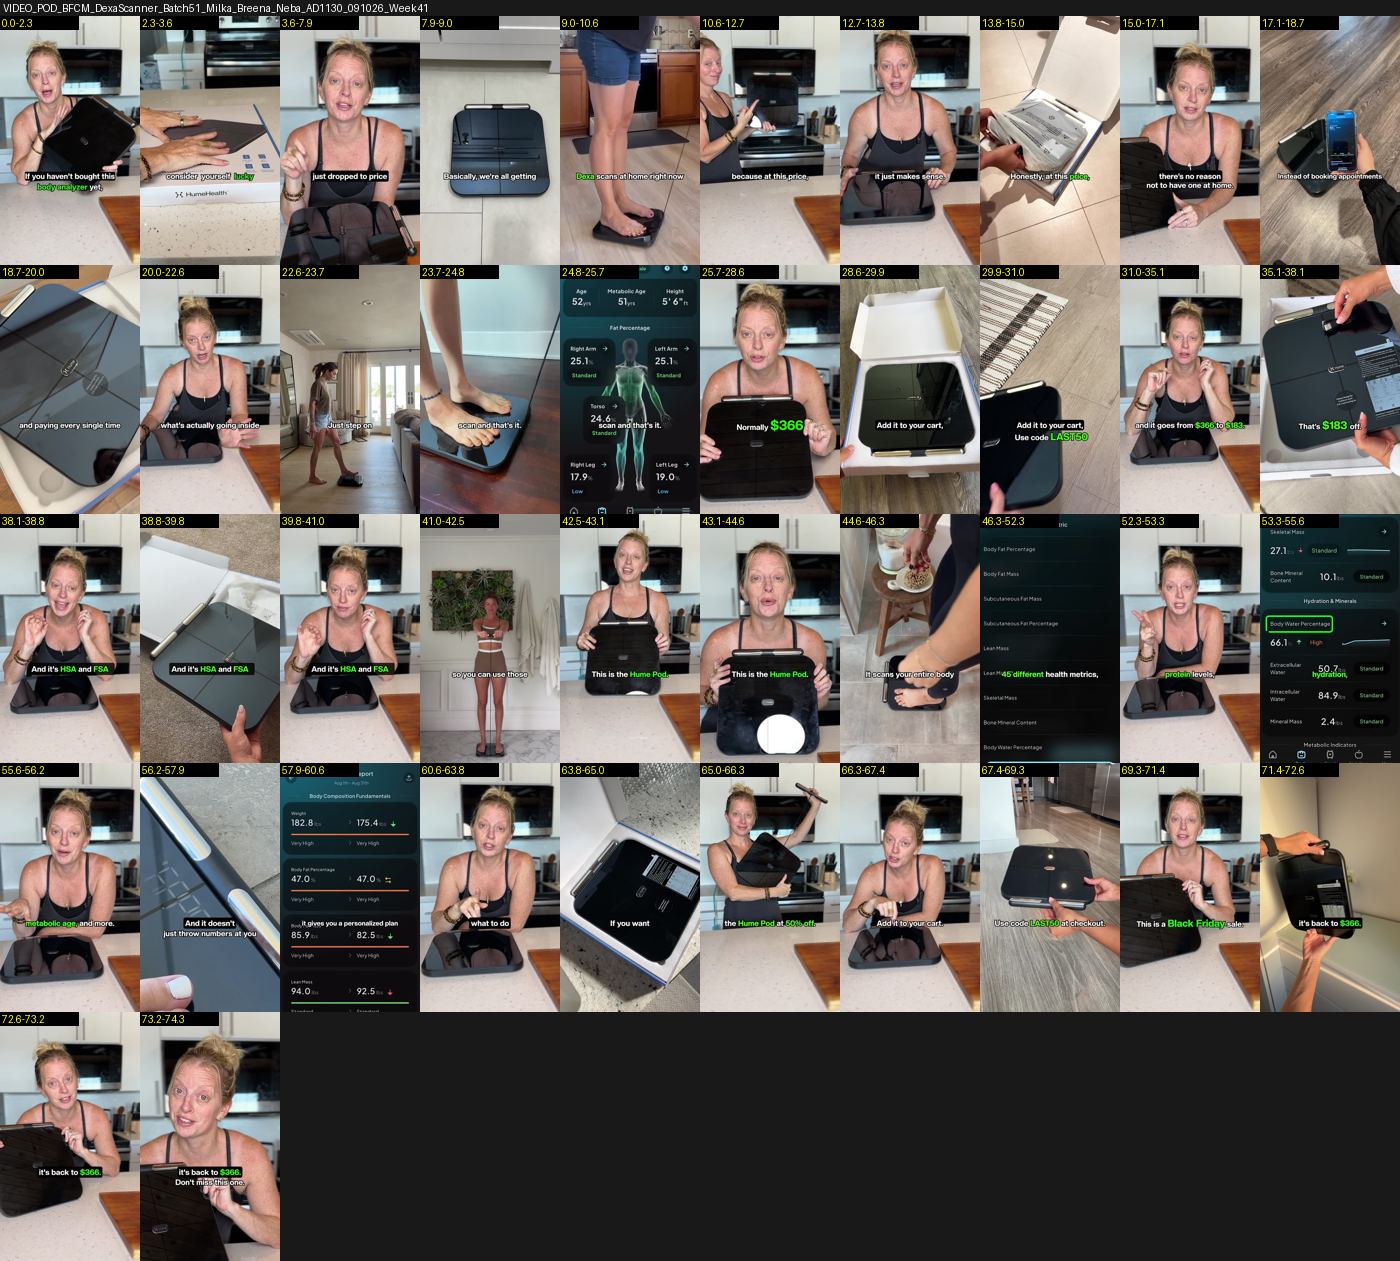 VIDEO_POD_BFCM_DexaScanner_Batch51_Milka_Breena_Neba_AD1130_091026_Week41
0.0-2.3
If you haven't bought this
body analyzer yet,
2.3-3.6
consider yourself lucky
HumeHealth
3.6-7.9
just dropped to price
7.9-9.0
Basically, we're all getting
9.0-10.6
Dexa scans at home right now
10.6-12.7
because at this price,
12.7-13.8
it just makes sense.
13.8-15.0
Honestly, at this price,
15.0-17.1
there's no reason
not to have one at home.
17.1-18.7
Instead of booking appointments
18.7-20.0
and paying every single time
20.0-22.6
what's actually going inside
22.6-23.7
Just step on
23.7-24.8
scan and that's it.
24.8-25.7
Age
52yrs
Metabolic Age
51yrs
Height
5' 6"ft
Fat Percentage
Right Arm
25.1%
Standard
Left Arm
25.1%
Standard
Torso
24.6%
scan and that's it.
Standard
Right Leg
17.9%
Low
Left Leg
19.0%
Low
25.7-28.6
Normally $366
28.6-29.9
Add it to your cart,
29.9-31.0
Add it to your cart,
Use code LAST50
31.0-35.1
and it goes from $366 to $183.
35.1-38.1
That's $183 off.
38.1-38.8
And it's HSA and FSA
38.8-39.8
And it's HSA and FSA
39.8-41.0
And it's HSA and FSA
41.0-42.5
so you can use those
42.5-43.1
This is the Hume Pod.
43.1-44.6
This is the Hume Pod.
44.6-46.3
It scans your entire body
46.3-52.3
tric
Body Fat Percentage
Body Fat Mass
Subcutaneous Fat Mass
Subcutaneous Fat Percentage
Lean Mass
45 different health metrics,
Skeletal Mass
Bone Mineral Content
Body Water Percentage
52.3-53.3
protein levels,
53.3-55.6
Skeletal Mass
27.1lbs
Standard
Bone Mineral
Content
10.1lbs
Standard
Hydration & Minerals
Body Water Percentage
66.1%
High
Extracellular
Water
50.7lbs
Standard
hydration,
Intracellular
Water
84.9lbs
Standard
Mineral Mass
2.4lbs
Standard
Metabolic Indicators
55.6-56.2
metabolic age, and more.
56.2-57.9
And it doesn't
just throw numbers at you
57.9-60.6
eport
Body Composition Fundamentals
Weight
182.8 lbs
175.4 lbs
Very High
Very High
Body Fat Percentage
47.0 %
47.0 %
Very High
Very High
it gives you a personalized plan
85.9 lbs
82.5 lbs
Very High
Very High
Lean Mass
94.0 lbs
92.5 lbs
Standard
Standard
60.6-63.8
what to do
63.8-65.0
If you want
65.0-66.3
the Hume Pod at 50% off.
66.3-67.4
Add it to your cart.
67.4-69.3
Use code LAST50 at checkout.
69.3-71.4
This is a Black Friday sale.
71.4-72.6
it's back to $366.
72.6-73.2
it's back to $366.
73.2-74.3
it's back to $366.
Don't miss this one.